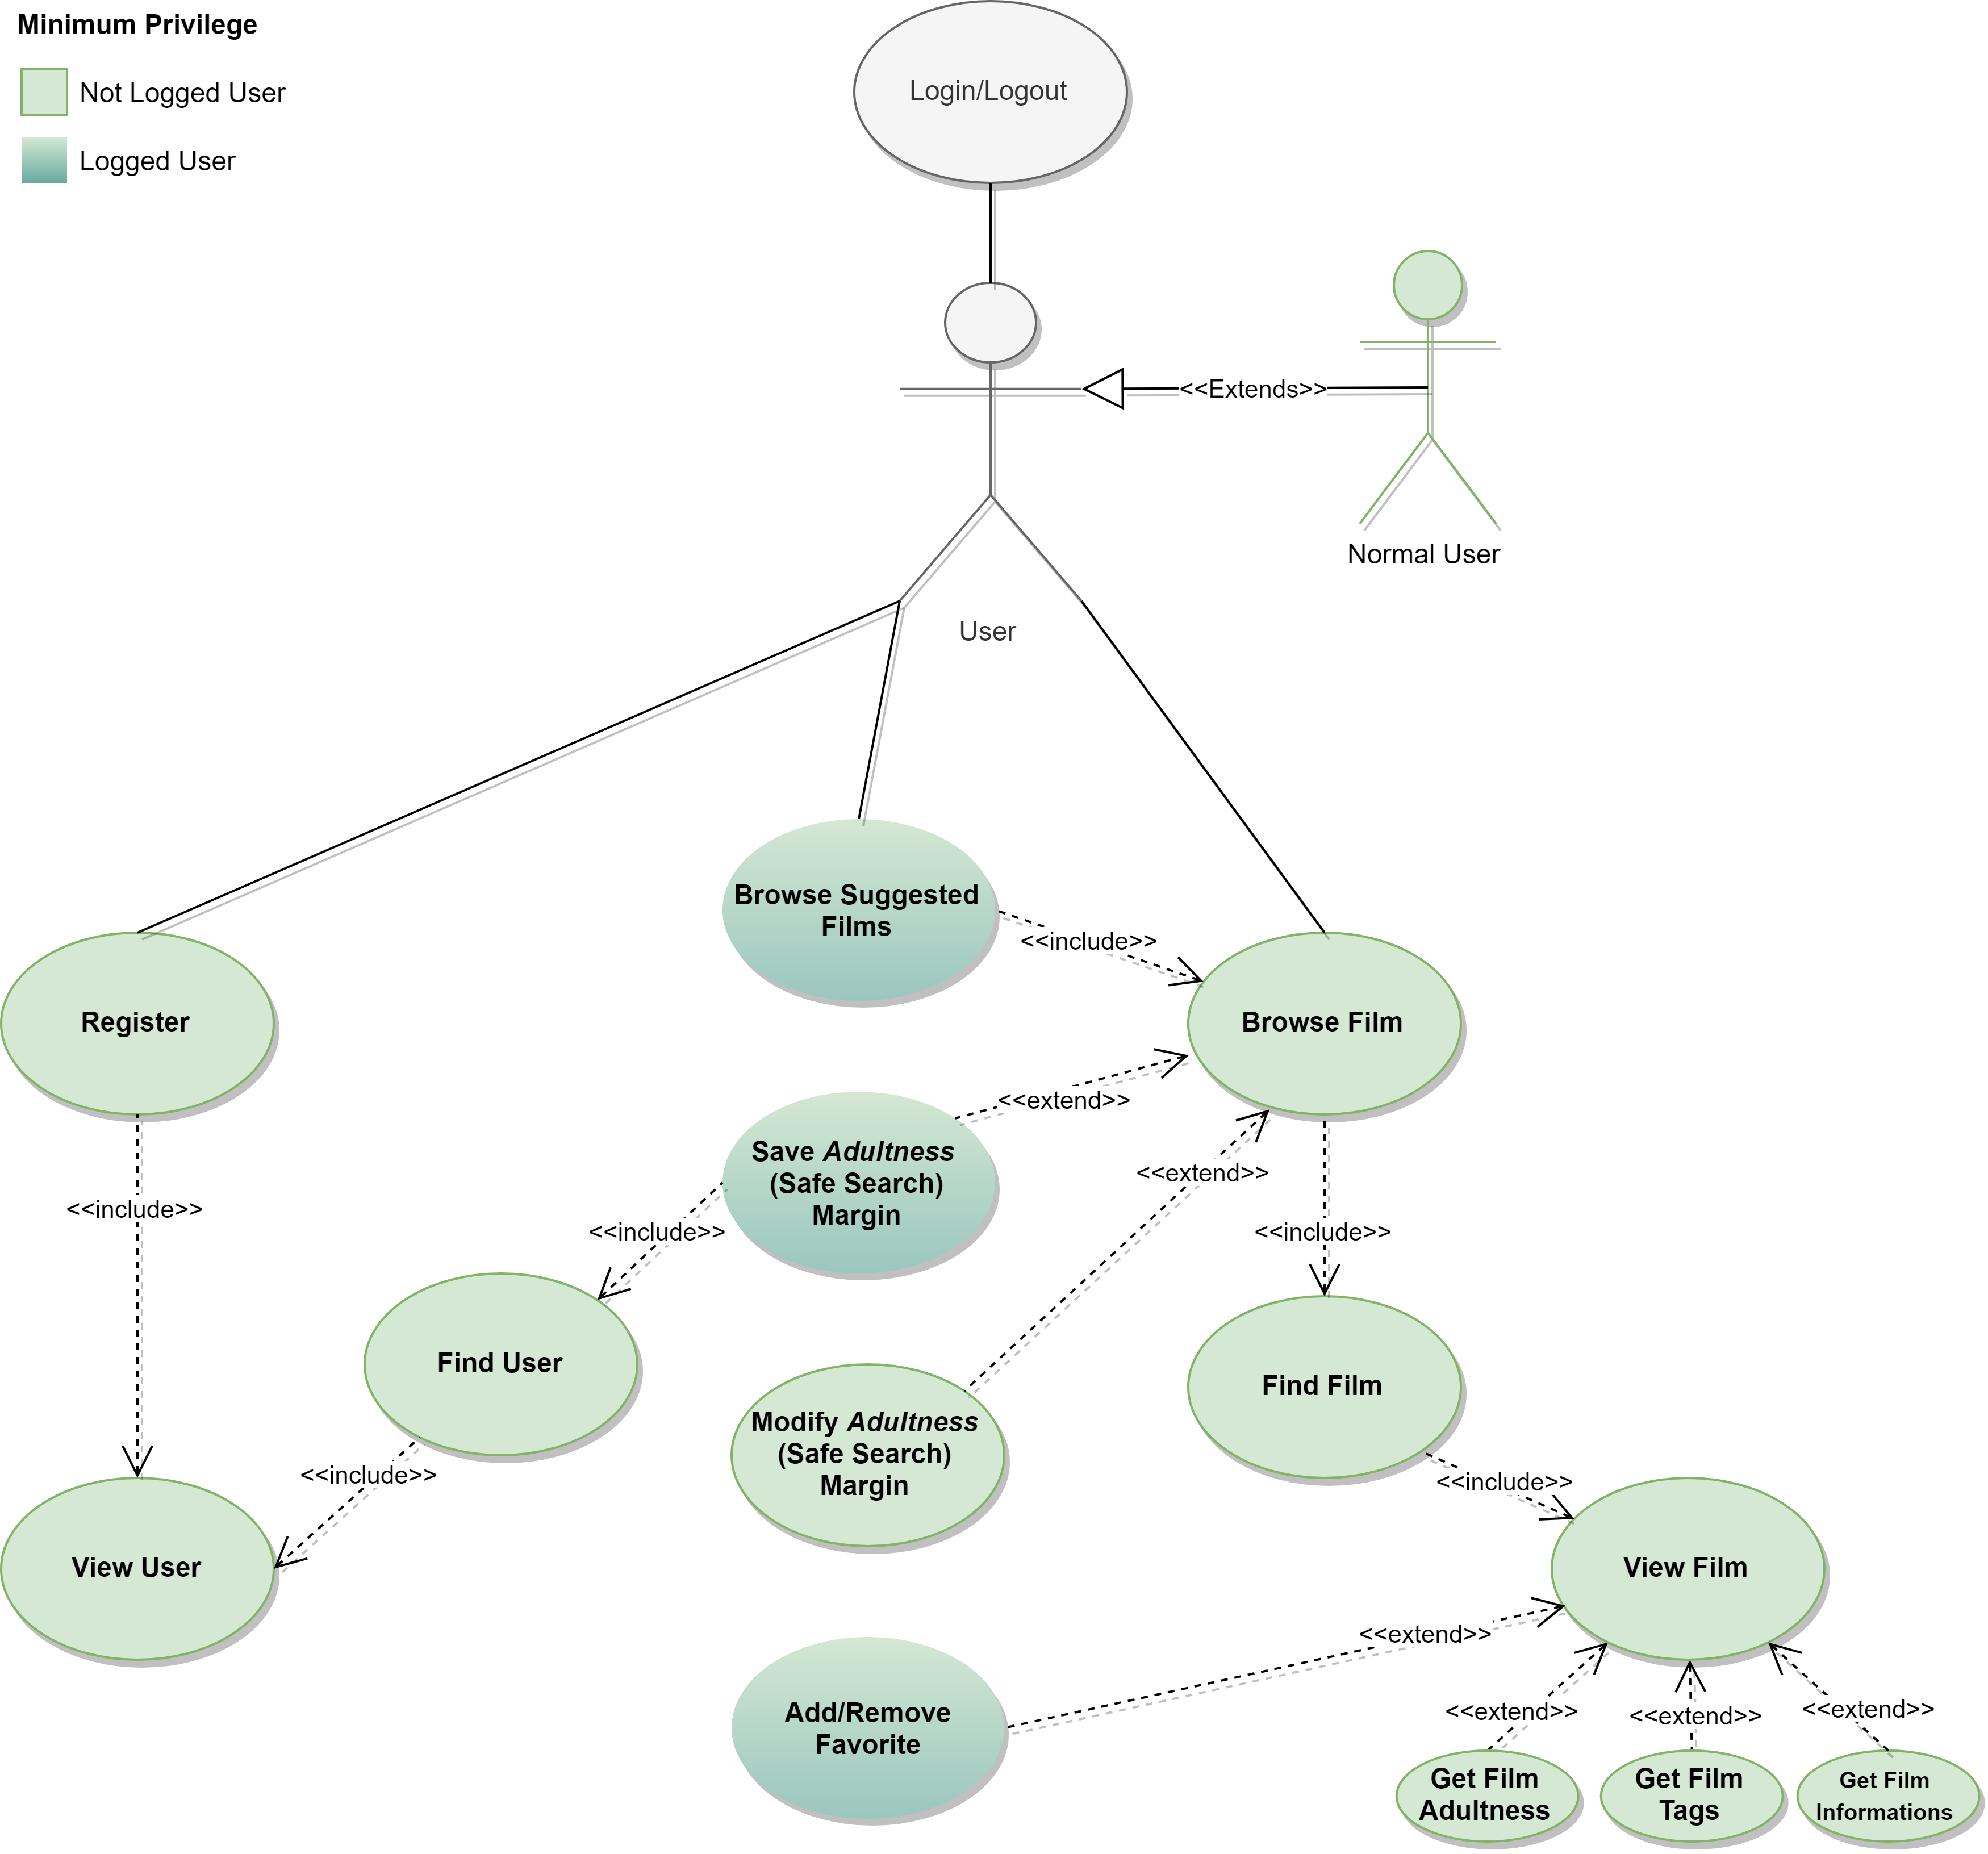 Minimum Privilege
Not Logged User
Logged User
Login/Logout
<<Extends>>
Normal User
User
Browse Suggested
Films
<<include>>
Register
Browse Film
<<extend>>
Save Adultness
(Safe Search)
Margin
<<extend>>
<<include>>
<<include>>
<<include>>
Find User
Find Film
Modify Adultness
(Safe Search)
Margin
<<include>>
<<include>>
View User
View Film
<<extend>>
Add/Remove
Favorite
<<extend>>
<<extend>>
<<extend>>
Get Film
Adultness
Get Film
Tags
Get Film
Informations